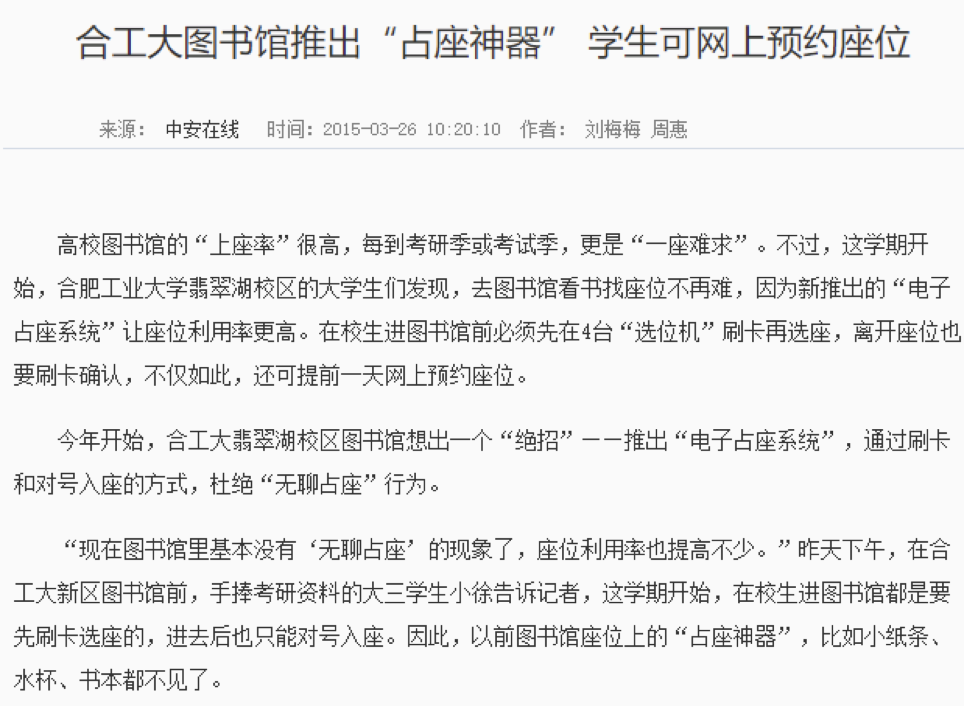 合工大图书馆推出“占座神器” 学生可网上预约座位
来源： 中安在线 时间：2015-03-26 10:20:10 作者： 刘梅梅 周惠
高校图书馆的“上座率”很高，每到考研季或考试季，更是“一座难求”。不过，这学期开
始，合肥工业大学翡翠湖校区的大学生们发现，去图书馆看书找座位不再难，因为新推出的“电子
占座系统”让座位利用率更高。在校生进图书馆前必须先在4台“选位机”刷卡再选座，离开座位也
要刷卡确认，不仅如此，还可提前一天网上预约座位。
今年开始，合工大翡翠湖校区图书馆想出一个“绝招”——推出“电子占座系统”，通过刷卡
和对号入座的方式，杜绝“无聊占座”行为。
“现在图书馆里基本没有‘无聊占座’的现象了，座位利用率也提高不少。”昨天下午，在合
工大新区图书馆前，手捧考研资料的大三学生小徐告诉记者，这学期开始，在校生进图书馆都是要
先刷卡选座的，进去后也只能对号入座。因此，以前图书馆座位上的“占座神器”，比如小纸条、
水杯、书本都不见了。